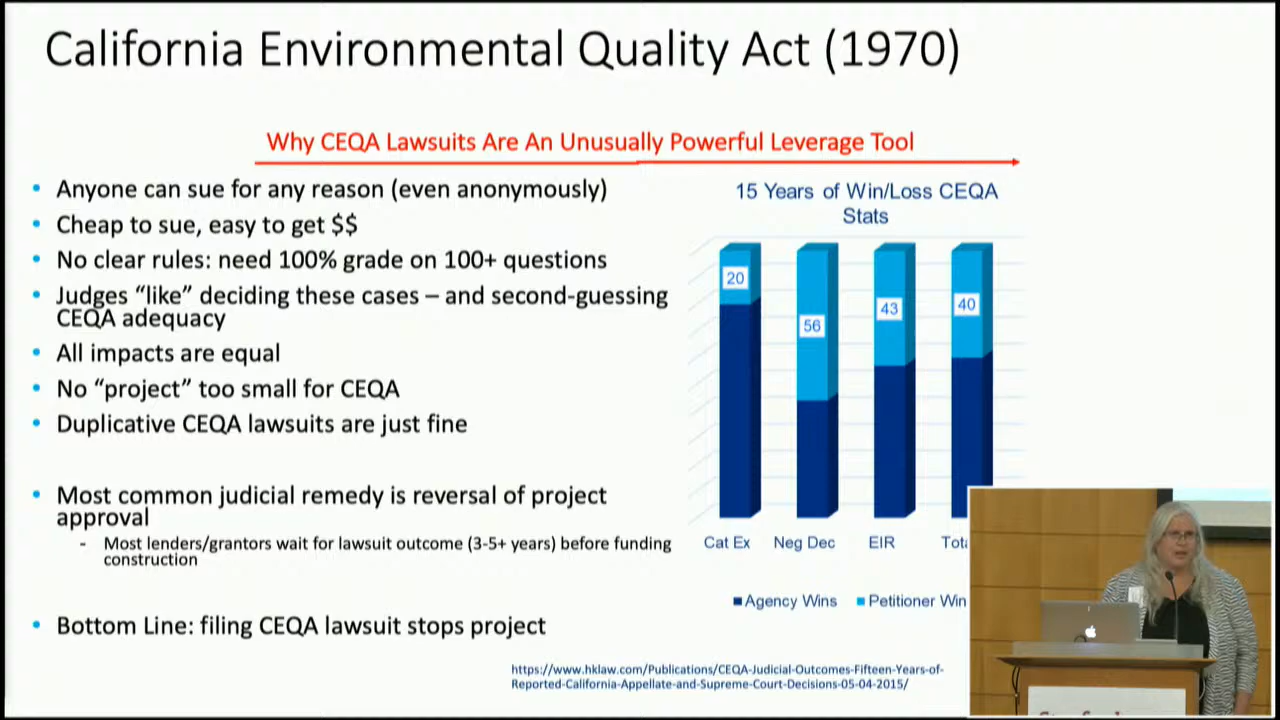 California Environmental Quality Act (1970)
Why CEQA Lawsuits Are An Unusually Powerful Leverage Tool
• Anyone can sue for any reason (even anonymously)
• Cheap to sue, easy to get $$
• No clear rules: need 100% grade on 100+ questions
• Judges “like” deciding these cases – and second-guessing
CEQA adequacy
• All impacts are equal
• No “project” too small for CEQA
• Duplicative CEQA lawsuits are just fine
• Most common judicial remedy is reversal of project
approval
- Most lenders/grantors wait for lawsuit outcome (3-5+ years) before funding
construction
• Bottom Line: filing CEQA lawsuit stops project
15 Years of Win/Loss CEQA
Stats
20
56
43
40
Cat Ex Neg Dec EIR
Agency Wins Petitioner Win
https://www.hklaw.com/Publications/CEQA-Judicial-Outcomes-Fifteen-Years-of-
Reported-California-Appellate-and-Supreme-Court-Decisions-05-04-2015/